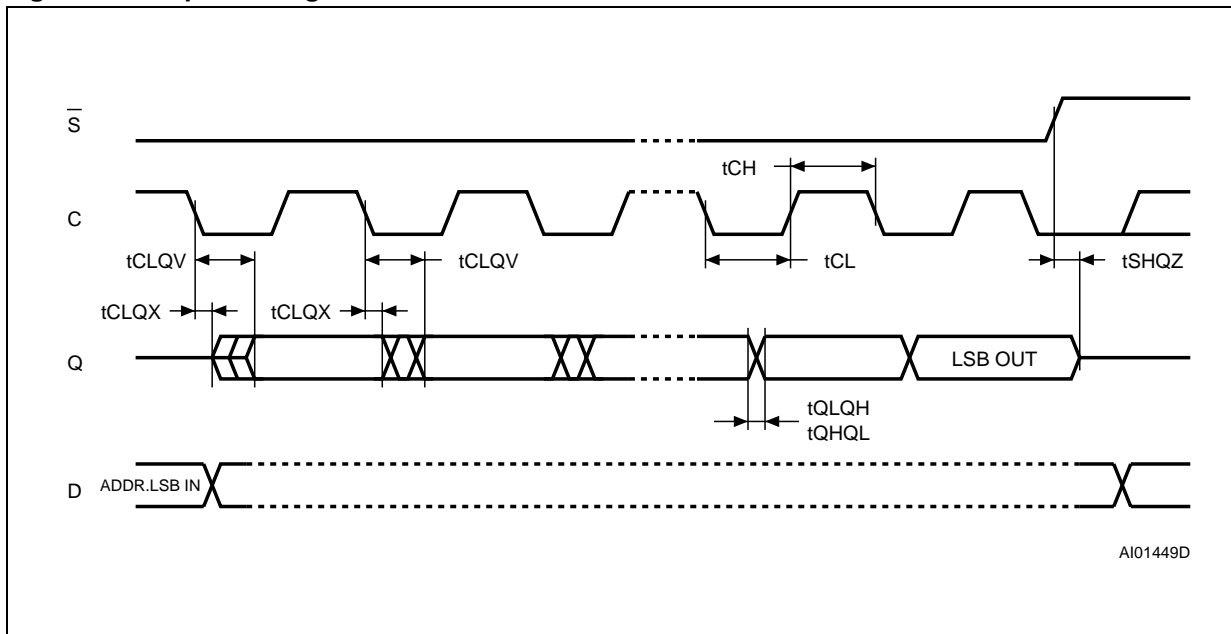 S
tCH
C
tCLQV
tCLQV
tCL
tSHQZ
tCLQX
tCLQX
Q
LSB OUT
tQLQH
tQHQL
D
ADDR.LSB IN
AI01449D